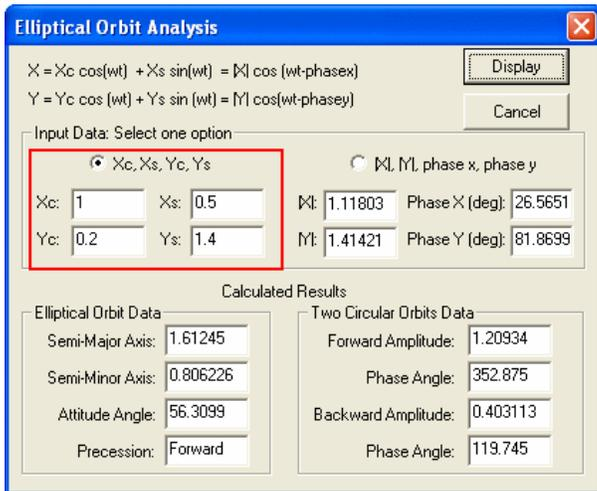 Elliptical Orbit Analysis
X = Xc cos(wt) + Xs sin(wt) = |X| cos (wt-phasex)
Display
Y = Yc cos (wt) + Ys sin (wt) = |Y| cos(wt-phasey)
Cancel
Input Data: Select one option
Xc, Xs, Yc, Ys
|X|, |Y|, phase x, phase y
Xc: 1 Xs: 0.5 |X|: 1.11803 Phase X (deg): 26.5651
Yc: 0.2 Ys: 1.4 |Y|: 1.41421 Phase Y (deg): 81.8699
Calculated Results
Elliptical Orbit Data
Semi-Major Axis: 1.61245
Semi-Minor Axis: 0.806226
Attitude Angle: 56.3099
Precession: Forward
Two Circular Orbits Data
Forward Amplitude: 1.20934
Phase Angle: 352.875
Backward Amplitude: 0.403113
Phase Angle: 119.745